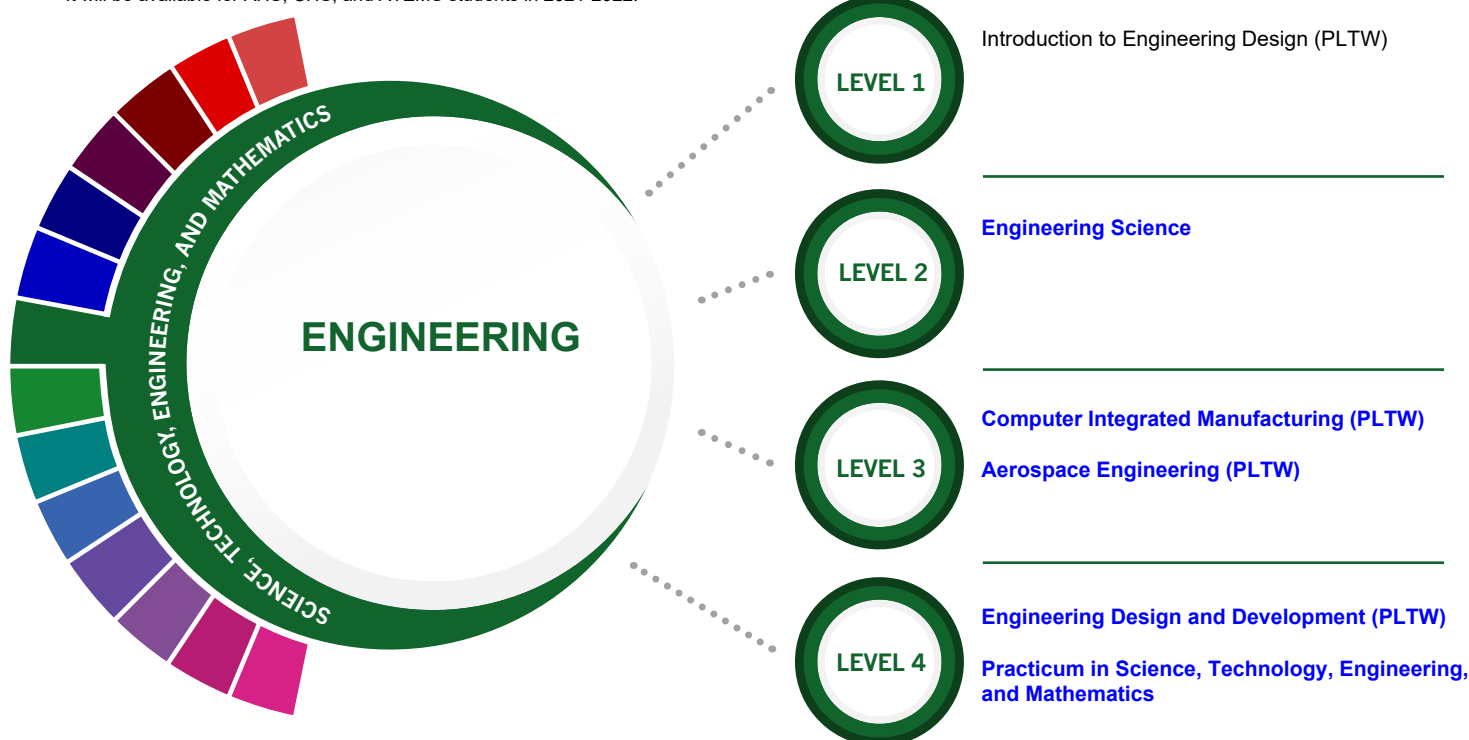 Introduction to Engineering Design (PLTW)
LEVEL 1
SCIENCE, TECHNOLOGY, ENGINEERING, AND MATHEMATICS
Engineering Science
LEVEL 2
ENGINEERING
Computer Integrated Manufacturing (PLTW)
LEVEL 3
Aerospace Engineering (PLTW)
Engineering Design and Development (PLTW)
LEVEL 4
Practicum in Science, Technology, Engineering,
and Mathematics